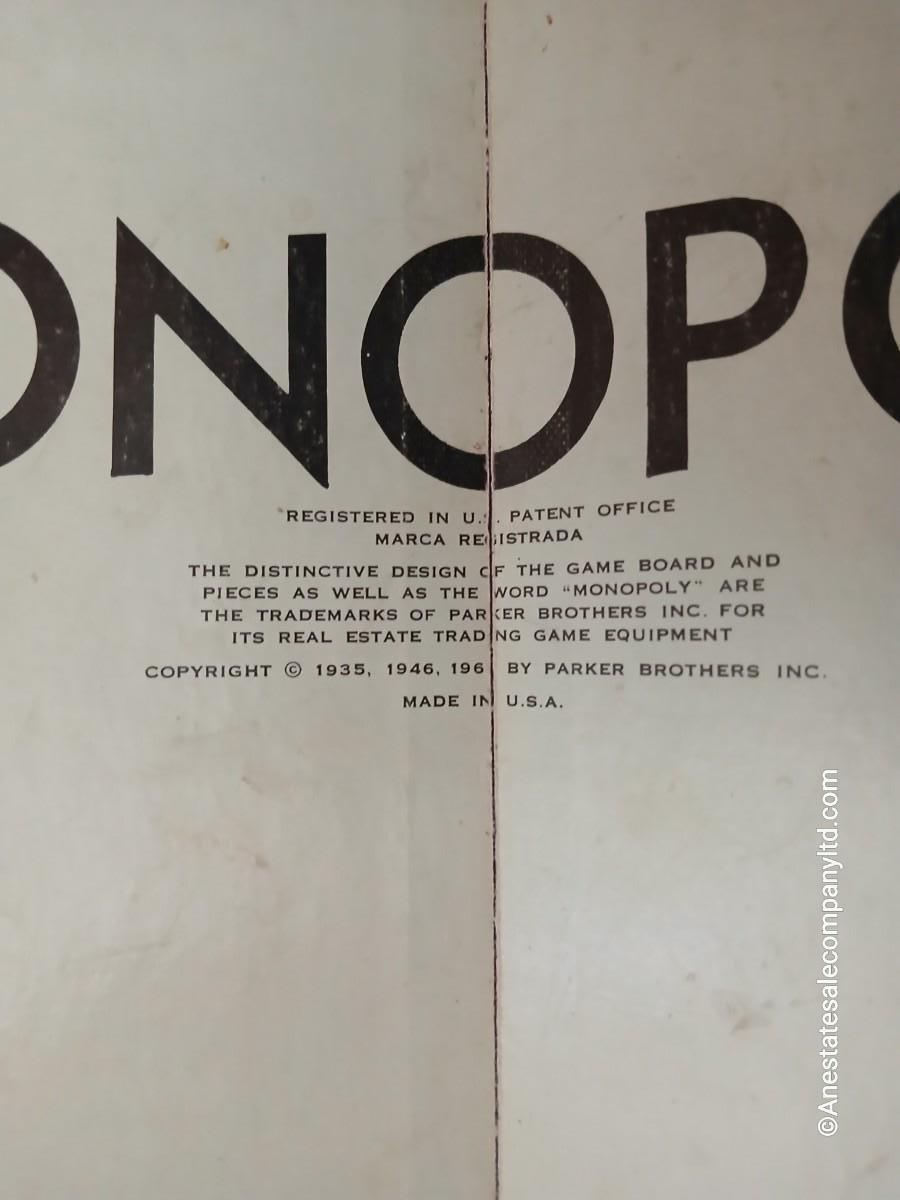 ONOPO
REGISTERED IN U.S. PATENT OFFICE
MARCA REGISTRADA
THE DISTINCTIVE DESIGN OF THE GAME BOARD AND
PIECES AS WELL AS THE WORD “MONOPOLY” ARE
THE TRADEMARKS OF PARKER BROTHERS INC. FOR
ITS REAL ESTATE TRADING GAME EQUIPMENT
COPYRIGHT © 1935, 1946, 196 BY PARKER BROTHERS INC.
MADE IN U.S.A.
©Anestatesalecompanyltd.com